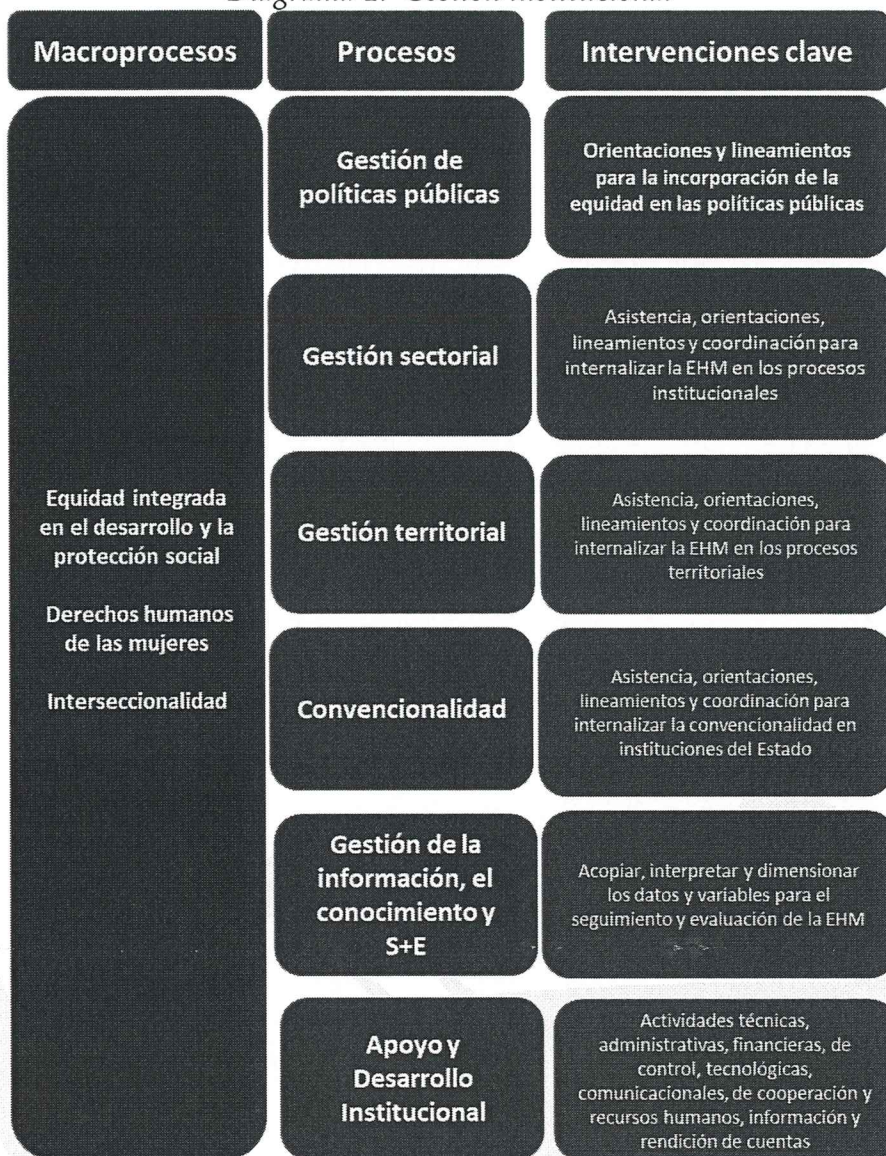 Macroprocesos
Procesos
Intervenciones clave
Equidad integrada
en el desarrollo y la
protección social
Derechos humanos
de las mujeres
Interseccionalidad
Gestión de
políticas públicas
Orientaciones y lineamientos
para la incorporación de la
equidad en las políticas públicas
Gestión sectorial
Asistencia, orientaciones,
lineamientos y coordinación para
internalizar la EHM en los procesos
institucionales
Gestión territorial
Asistencia, orientaciones,
lineamientos y coordinación para
internalizar la EHM en los procesos
territoriales
Convencionalidad
Asistencia, orientaciones,
lineamientos y coordinación para
internalizar la convencionalidad en
instituciones del Estado
Gestión de la
información, el
conocimiento y
S+E
Acopiar, interpretar y dimensionar
los datos y variables para el
seguimiento y evaluación de la EHM
Apoyo y
Desarrollo
Institucional
Actividades técnicas,
administrativas, financieras, de
control, tecnológicas,
comunicacionales, de cooperación y
recursos humanos, información y
rendición de cuentas